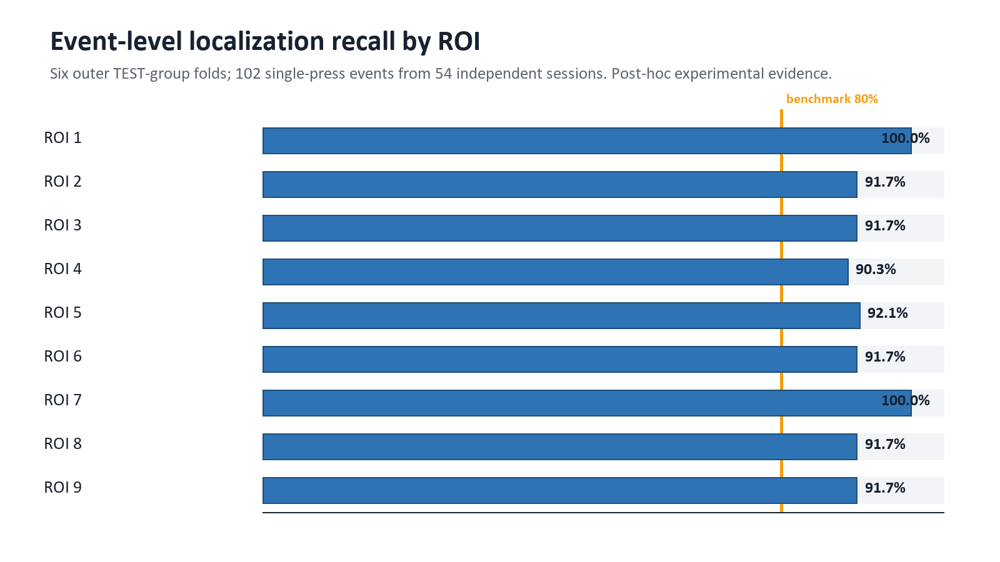 Event-level localization recall by ROI
Six outer TEST-group folds; 102 single-press events from 54 independent sessions. Post-hoc experimental evidence.
benchmark 80%
ROI 1 100.0%
ROI 2 91.7%
ROI 3 91.7%
ROI 4 90.3%
ROI 5 92.1%
ROI 6 91.7%
ROI 7 100.0%
ROI 8 91.7%
ROI 9 91.7%